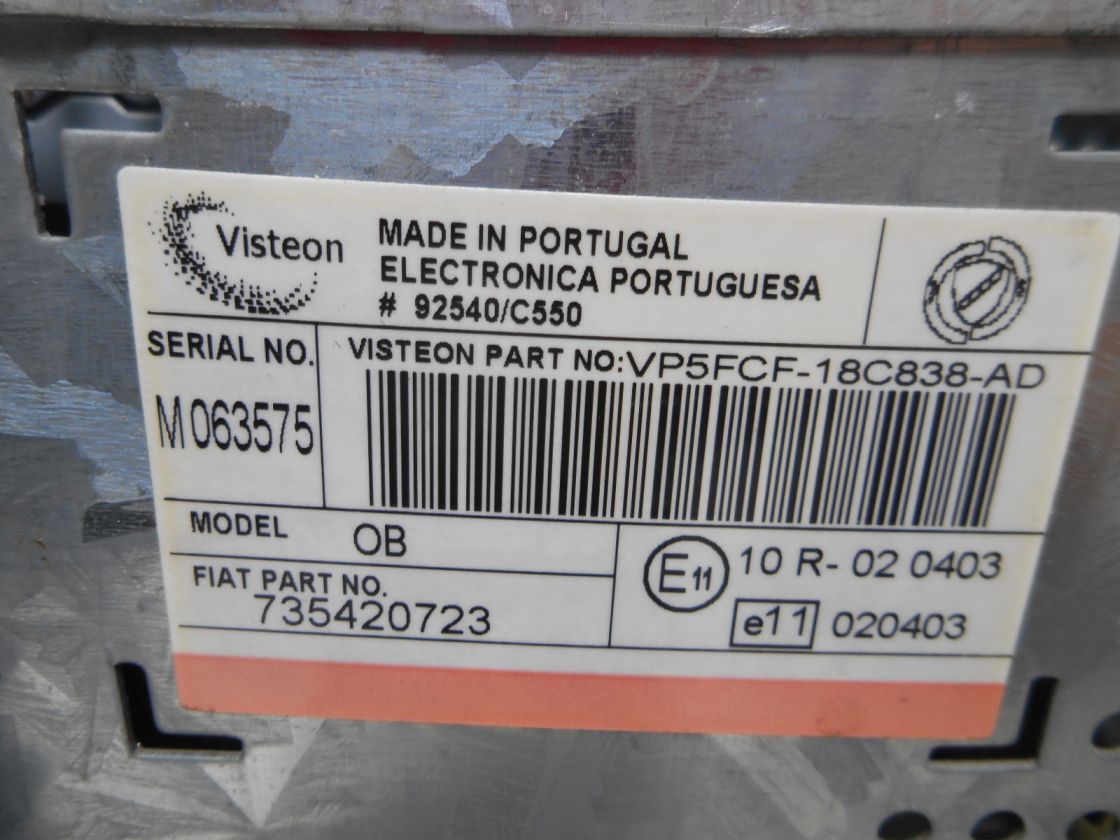 Visteon
MADE IN PORTUGAL
ELECTRONICA PORTUGUESA
# 92540/C550
SERIAL NO.
M063575
VISTEON PART NO:VP5FCF-18C838-AD
MODEL OB
FIAT PART NO.
735420723
E11 10 R- 02 0403
e11 020403